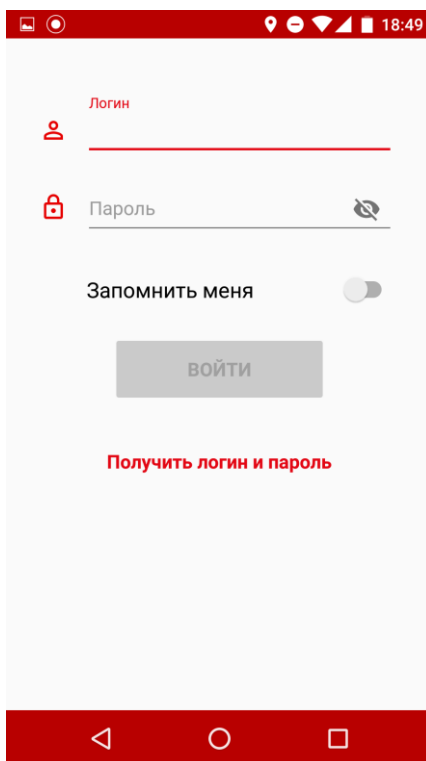 18:49
Логин
Пароль
Запомнить меня
ВОЙТИ
Получить логин и пароль